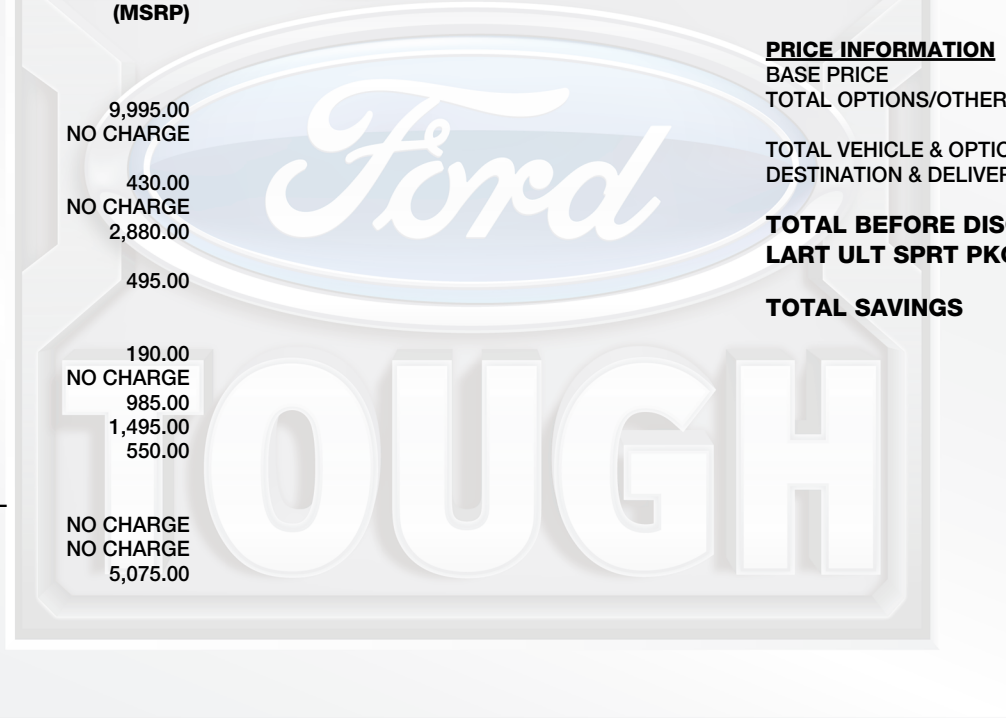 (MSRP)
9,995.00
NO CHARGE
430.00
NO CHARGE
2,880.00
495.00
190.00
NO CHARGE
985.00
1,495.00
550.00
NO CHARGE
NO CHARGE
5,075.00
PRICE INFORMATION
BASE PRICE
TOTAL OPTIONS/OTHER
TOTAL VEHICLE & OPTIO
DESTINATION & DELIVER
TOTAL BEFORE DIS
LART ULT SPRT PKG
TOTAL SAVINGS
Ford
TOUGH